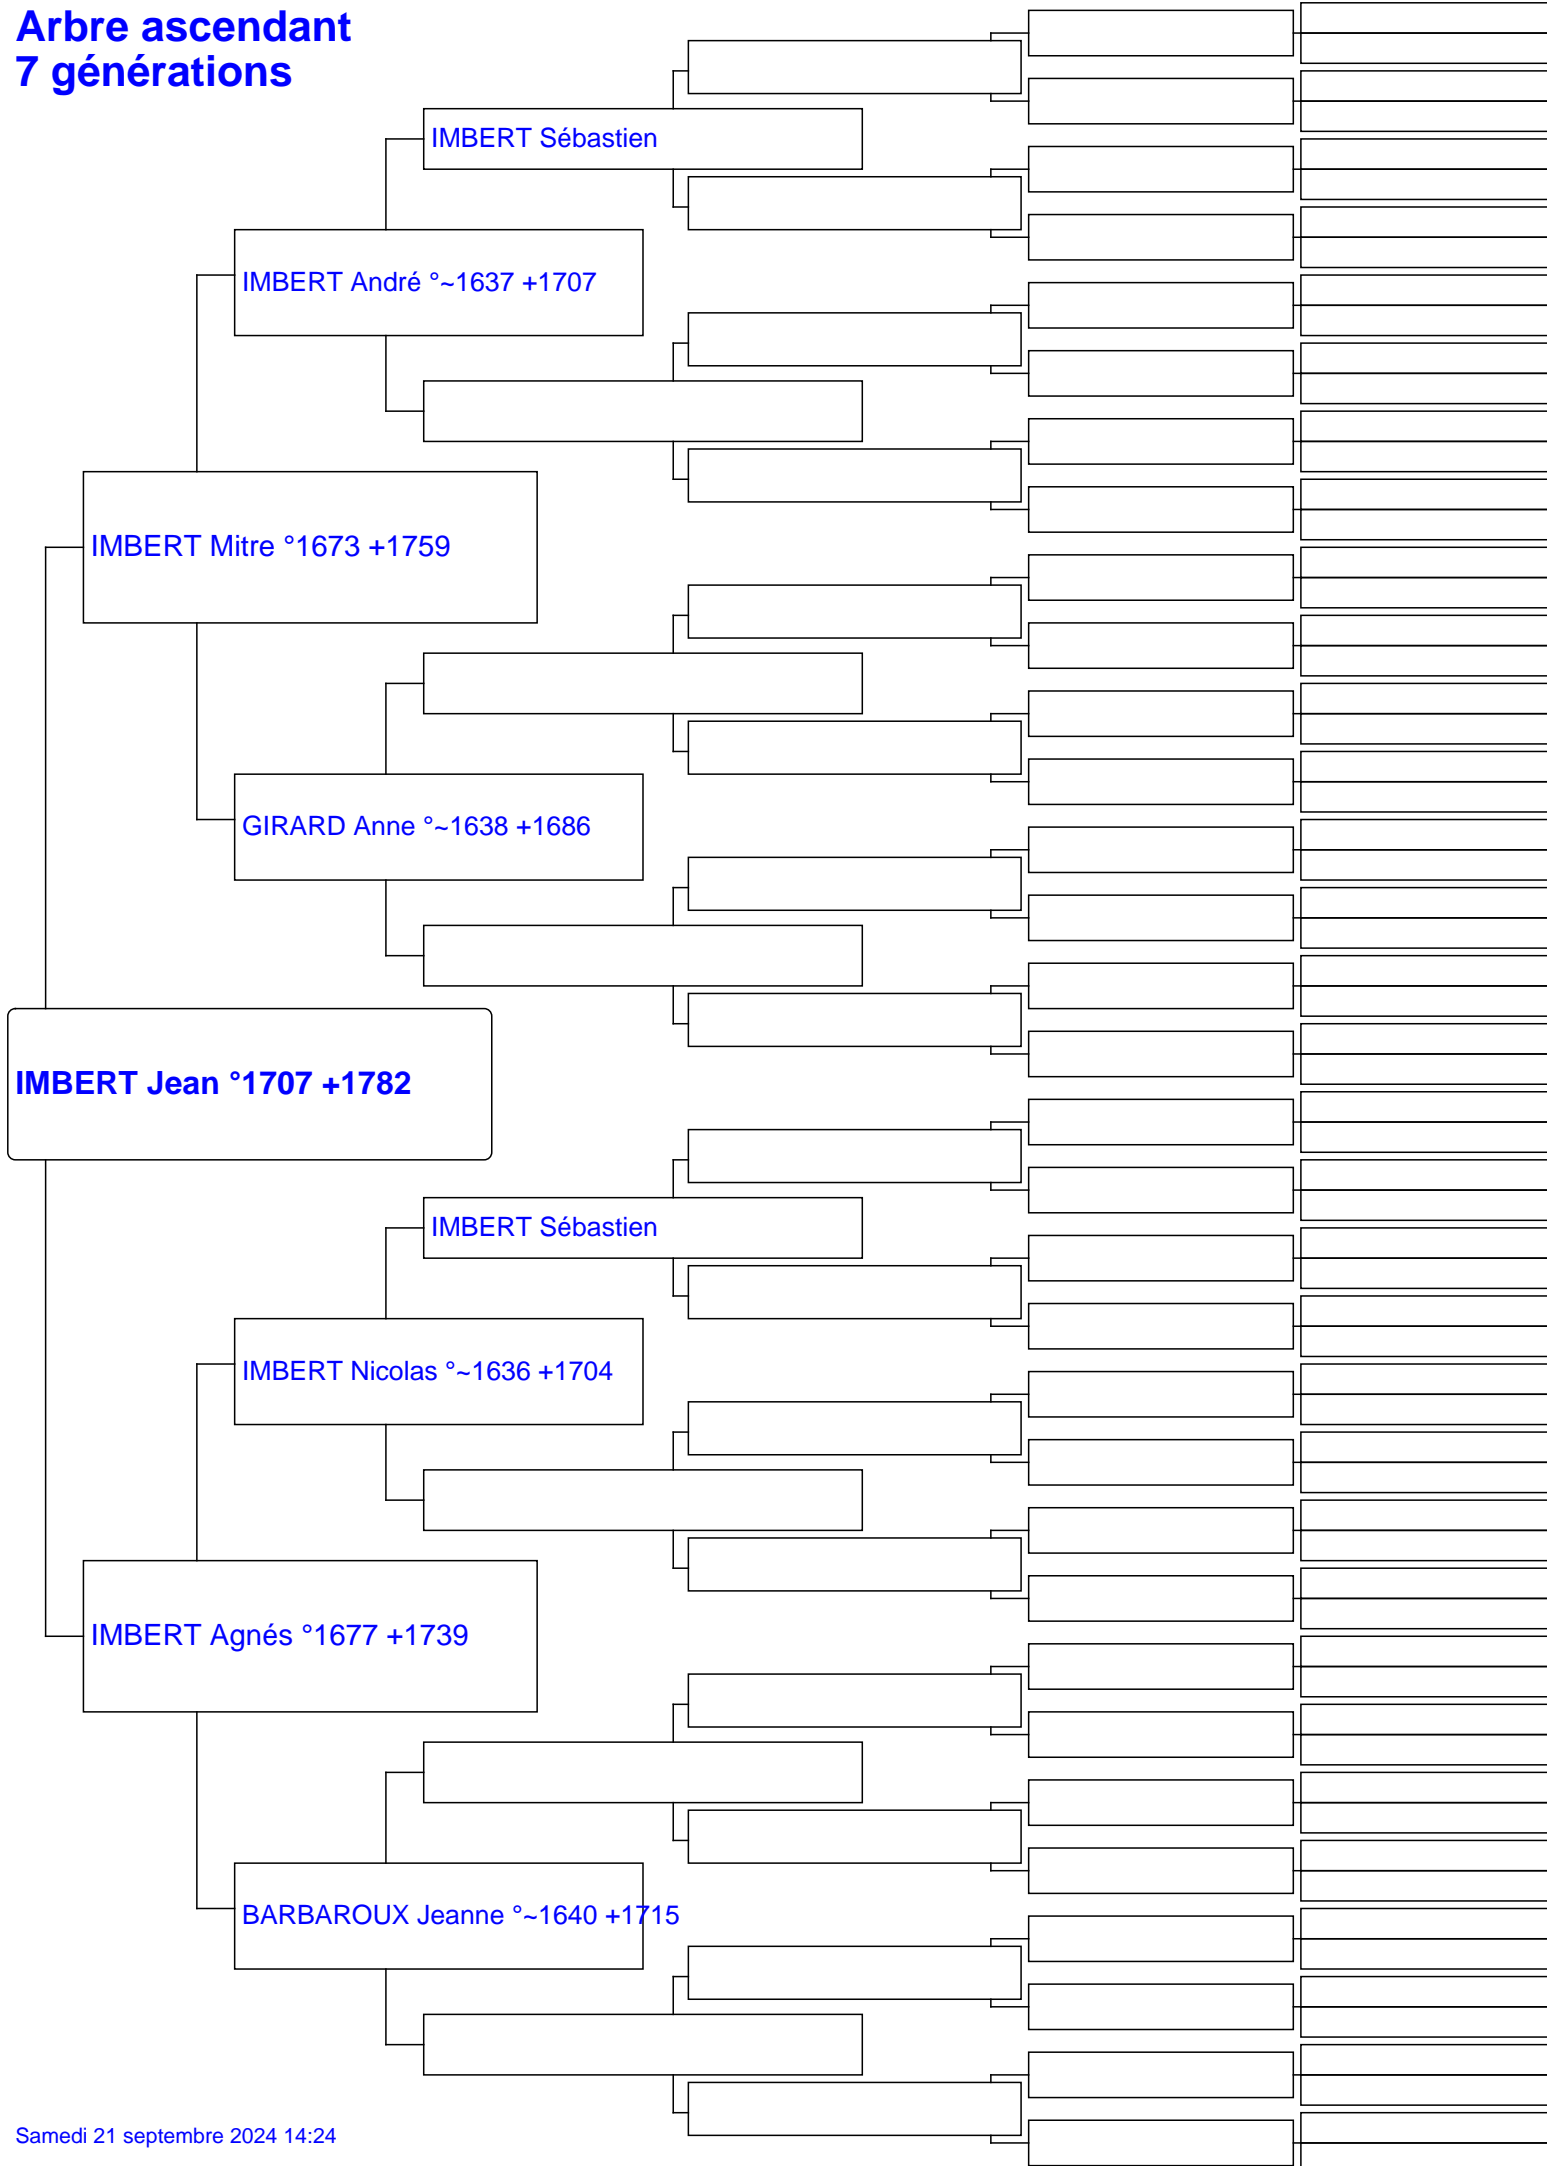 Arbre ascendant
7 générations
IMBERT Sébastien
IMBERT André °~1637 +1707
IMBERT Mitre °1673 +1759
GIRARD Anne °~1638 +1686
IMBERT Jean °1707 +1782
IMBERT Sébastien
IMBERT Nicolas °~1636 +1704
IMBERT Agnés °1677 +1739
BARBAROUX Jeanne °~1640 +1715
Samedi 21 septembre 2024 14:24